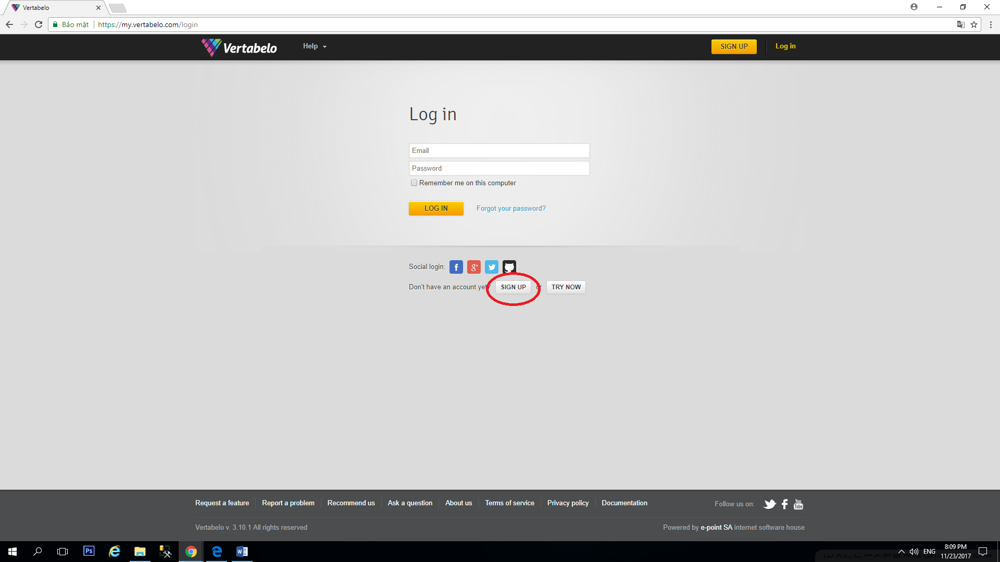 Vertabelo
Bảo mật https://my.vertabelo.com/login
Vertabelo Help SIGN UP Log in
Log in
Email
Password
Remember me on this computer
LOG IN Forgot your password?
Social login: f g+
Don't have an account yet? SIGN UP or TRY NOW
Request a feature Report a problem Recommend us Ask a question About us Terms of service Privacy policy Documentation Follow us on: You Tube
Vertabelo v. 3.10.1 All rights reserved Powered by e-point SA internet software house
Ps ENG 8:09 PM
11/23/2017